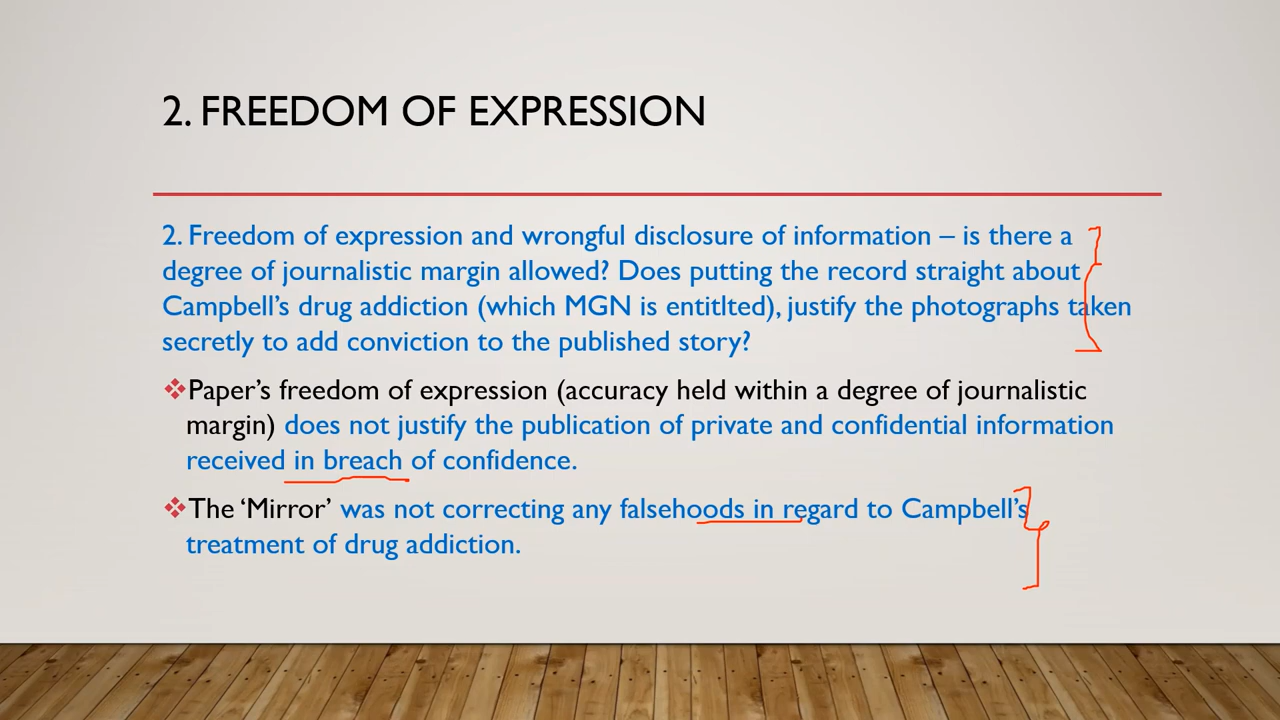 2. FREEDOM OF EXPRESSION
2. Freedom of expression and wrongful disclosure of information – is there a
degree of journalistic margin allowed? Does putting the record straight about
Campbell’s drug addiction (which MGN is entitlted), justify the photographs taken
secretly to add conviction to the published story?
❖Paper’s freedom of expression (accuracy held within a degree of journalistic
margin) does not justify the publication of private and confidential information
received in breach of confidence.
❖The ‘Mirror’ was not correcting any falsehoods in regard to Campbell’s
treatment of drug addiction.